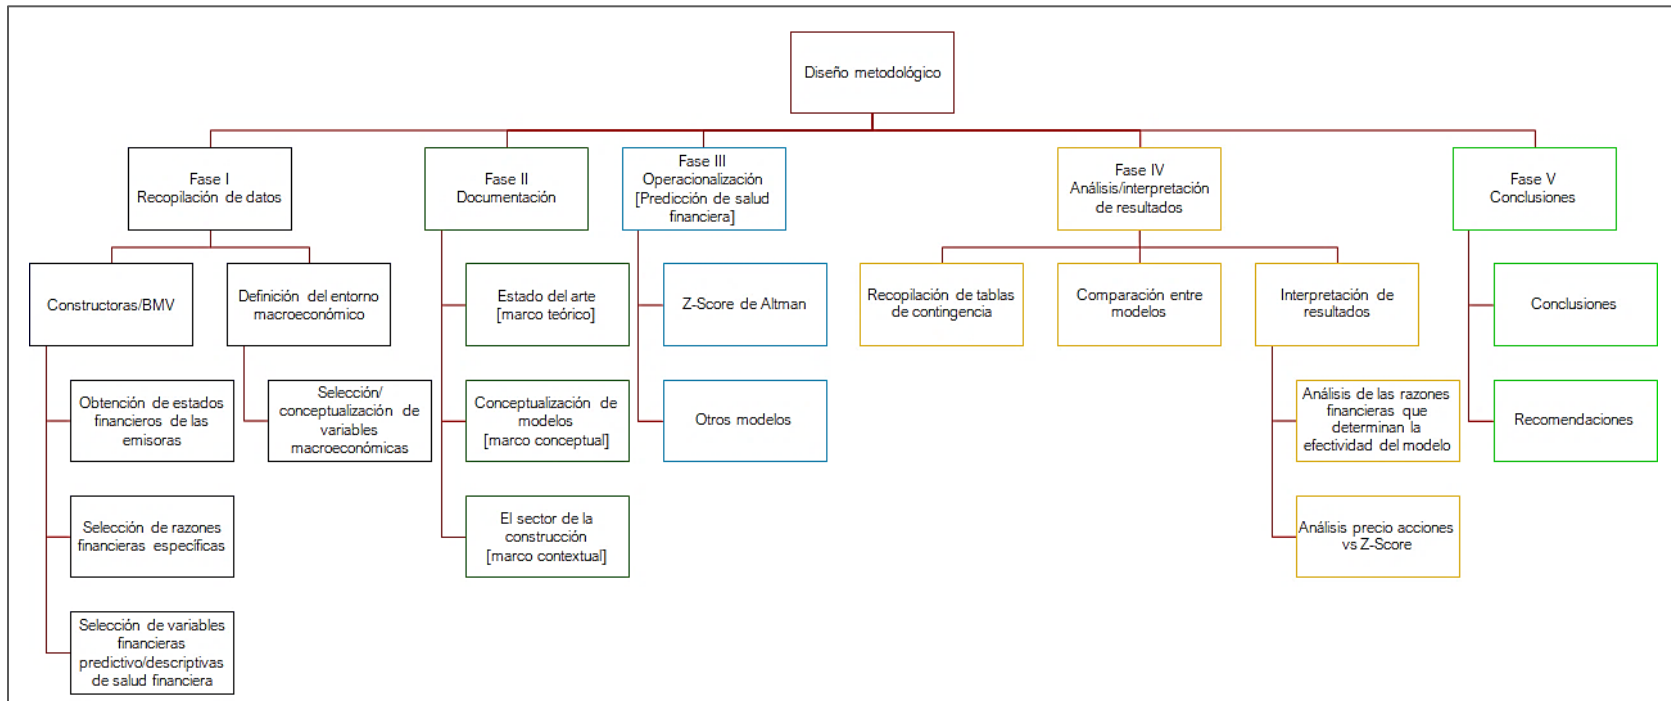 Diseño metodológico
Fase I
Recopilación de datos
Fase II
Documentación
Fase III
Operacionalización
[Predicción de salud
financiera]
Fase IV
Análisis/interpretación
de resultados
Fase V
Conclusiones
Constructoras/BMV
Definición del entorno
macroeconómico
Estado del arte
[marco teórico]
Z-Score de Altman
Recopilación de tablas
de contingencia
Comparación entre
modelos
Interpretación de
resultados
Conclusiones
Obtención de estados
financieros de las
emisoras
Selección/
conceptualización de
variables
macroeconómicas
Conceptualización de
modelos
[marco conceptual]
Otros modelos
Análisis de las razones
financieras que
determinan la
efectividad del modelo
Recomendaciones
Selección de razones
financieras específicas
El sector de la
construcción
[marco contextual]
Análisis precio acciones
vs Z-Score
Selección de variables
financieras
predictivo/descriptivas
de salud financiera